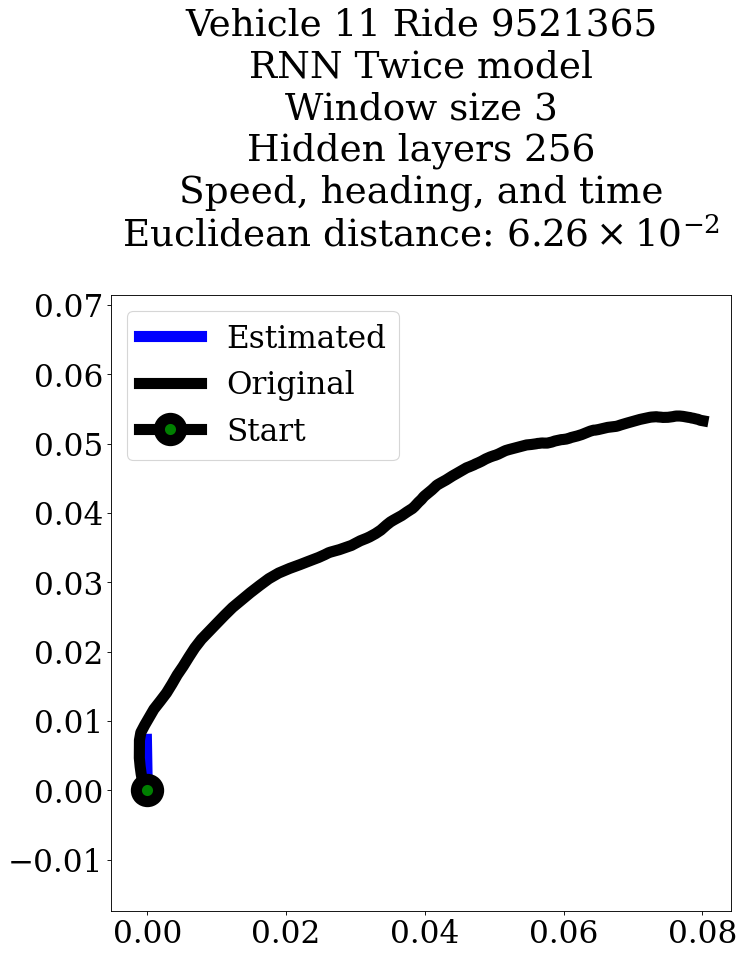 Vehicle 11 Ride 9521365
RNN Twice model
Window size 3
Hidden layers 256
Speed, heading, and time
Euclidean distance: 6.26 × 10⁻²
0.07
0.06
0.05
0.04
0.03
0.02
0.01
0.00
−0.01
Estimated
Original
Start
0.00 0.02 0.04 0.06 0.08